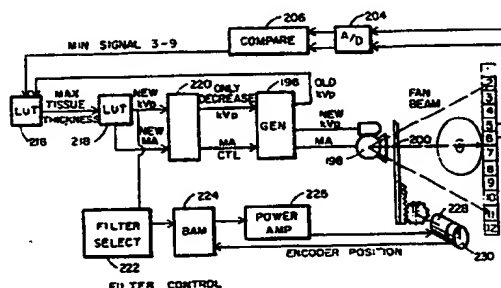 206
204
COMPARE
A/D
MIN SIGNAL 3-9
220
196
OLD
kVp
MAX
TISSUE
THICKNESS
NEW
kVp
ONLY
DECREASE
kVp
FAN
BEAM
LUT
LUT
GEN
NEW
kVp
200
216
218
NEW
MA
MA
CTL
MA
198
224
225
228
FILTER
SELECT
BAM
POWER
AMP
222
ENCODER POSITION
230
FILTER CONTROL
1
2
3
4
5
6
7
8
9
10
11
12